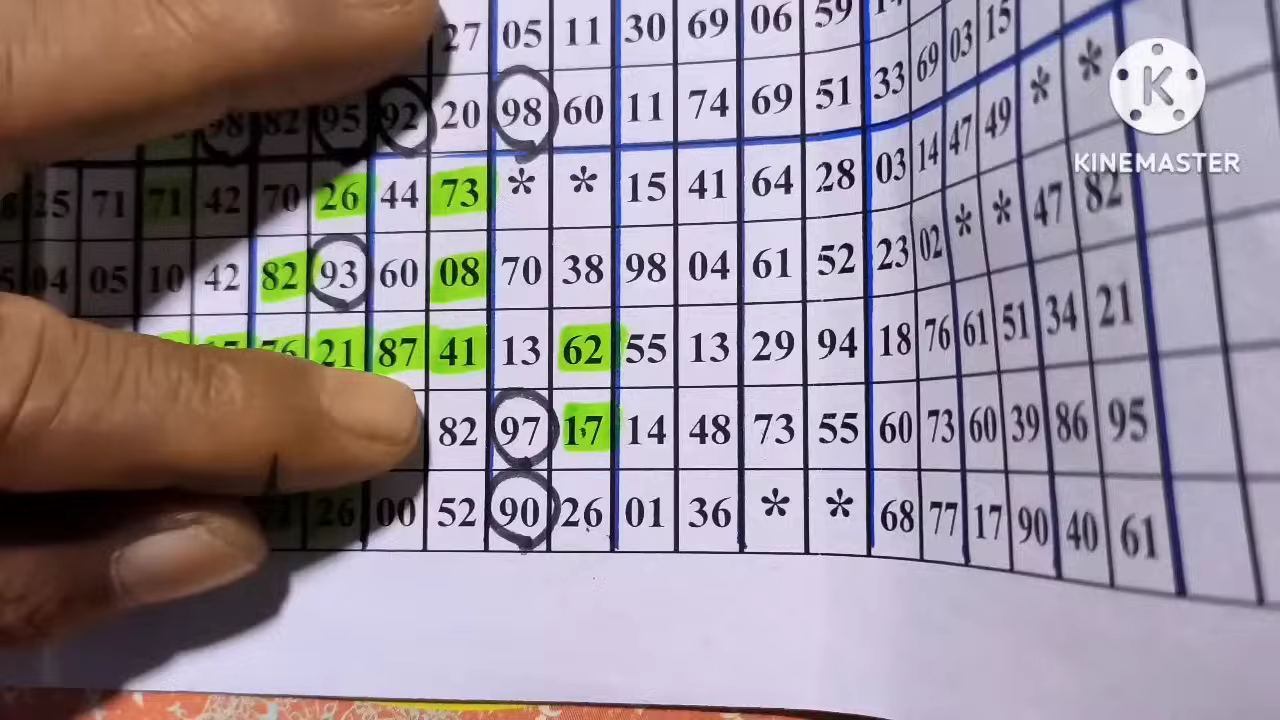 27 05 11 30 69 06 59
98 82 95 92 20 98 60 11 74 69 51 33 69 03 15
25 71 71 42 70 26 44 73 * * 15 41 64 28 03 14 47 49 * *
04 05 10 42 82 93 60 08 70 38 98 04 61 52 23 02 * * 47 82
21 87 41 13 62 55 13 29 94 18 76 61 51 34 21
82 97 17 14 48 73 55 60 73 60 39 86 95
26 00 52 90 26 01 36 * * 68 77 17 90 40 61
K
KINEMASTER